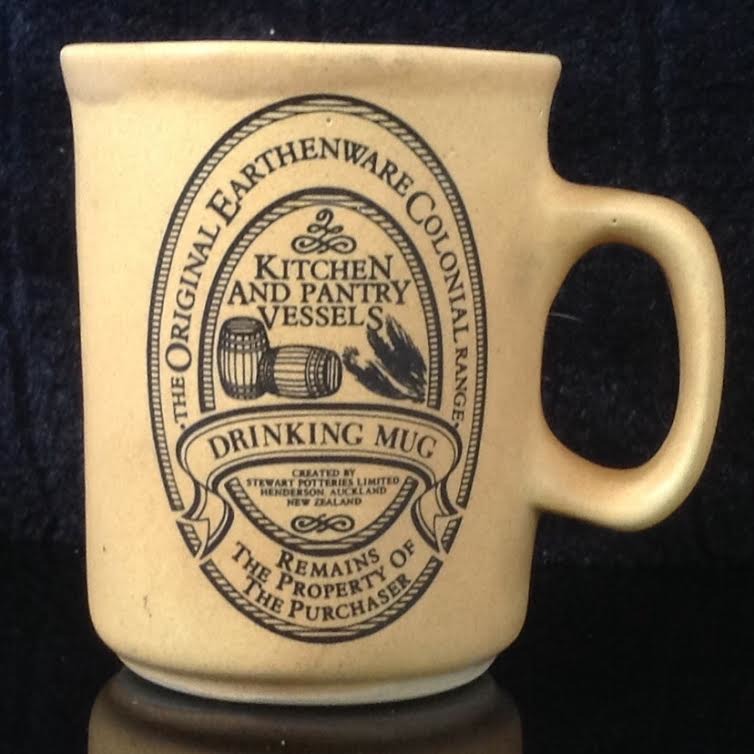 ·THE ORIGINAL EARTHENWARE COLONIAL RANGE·
KITCHEN
AND PANTRY
VESSELS
DRINKING MUG
CREATED BY
STEWART POTTERIES LIMITED
HENDERSON, AUCKLAND
NEW ZEALAND
REMAINS
THE PROPERTY OF
THE PURCHASER